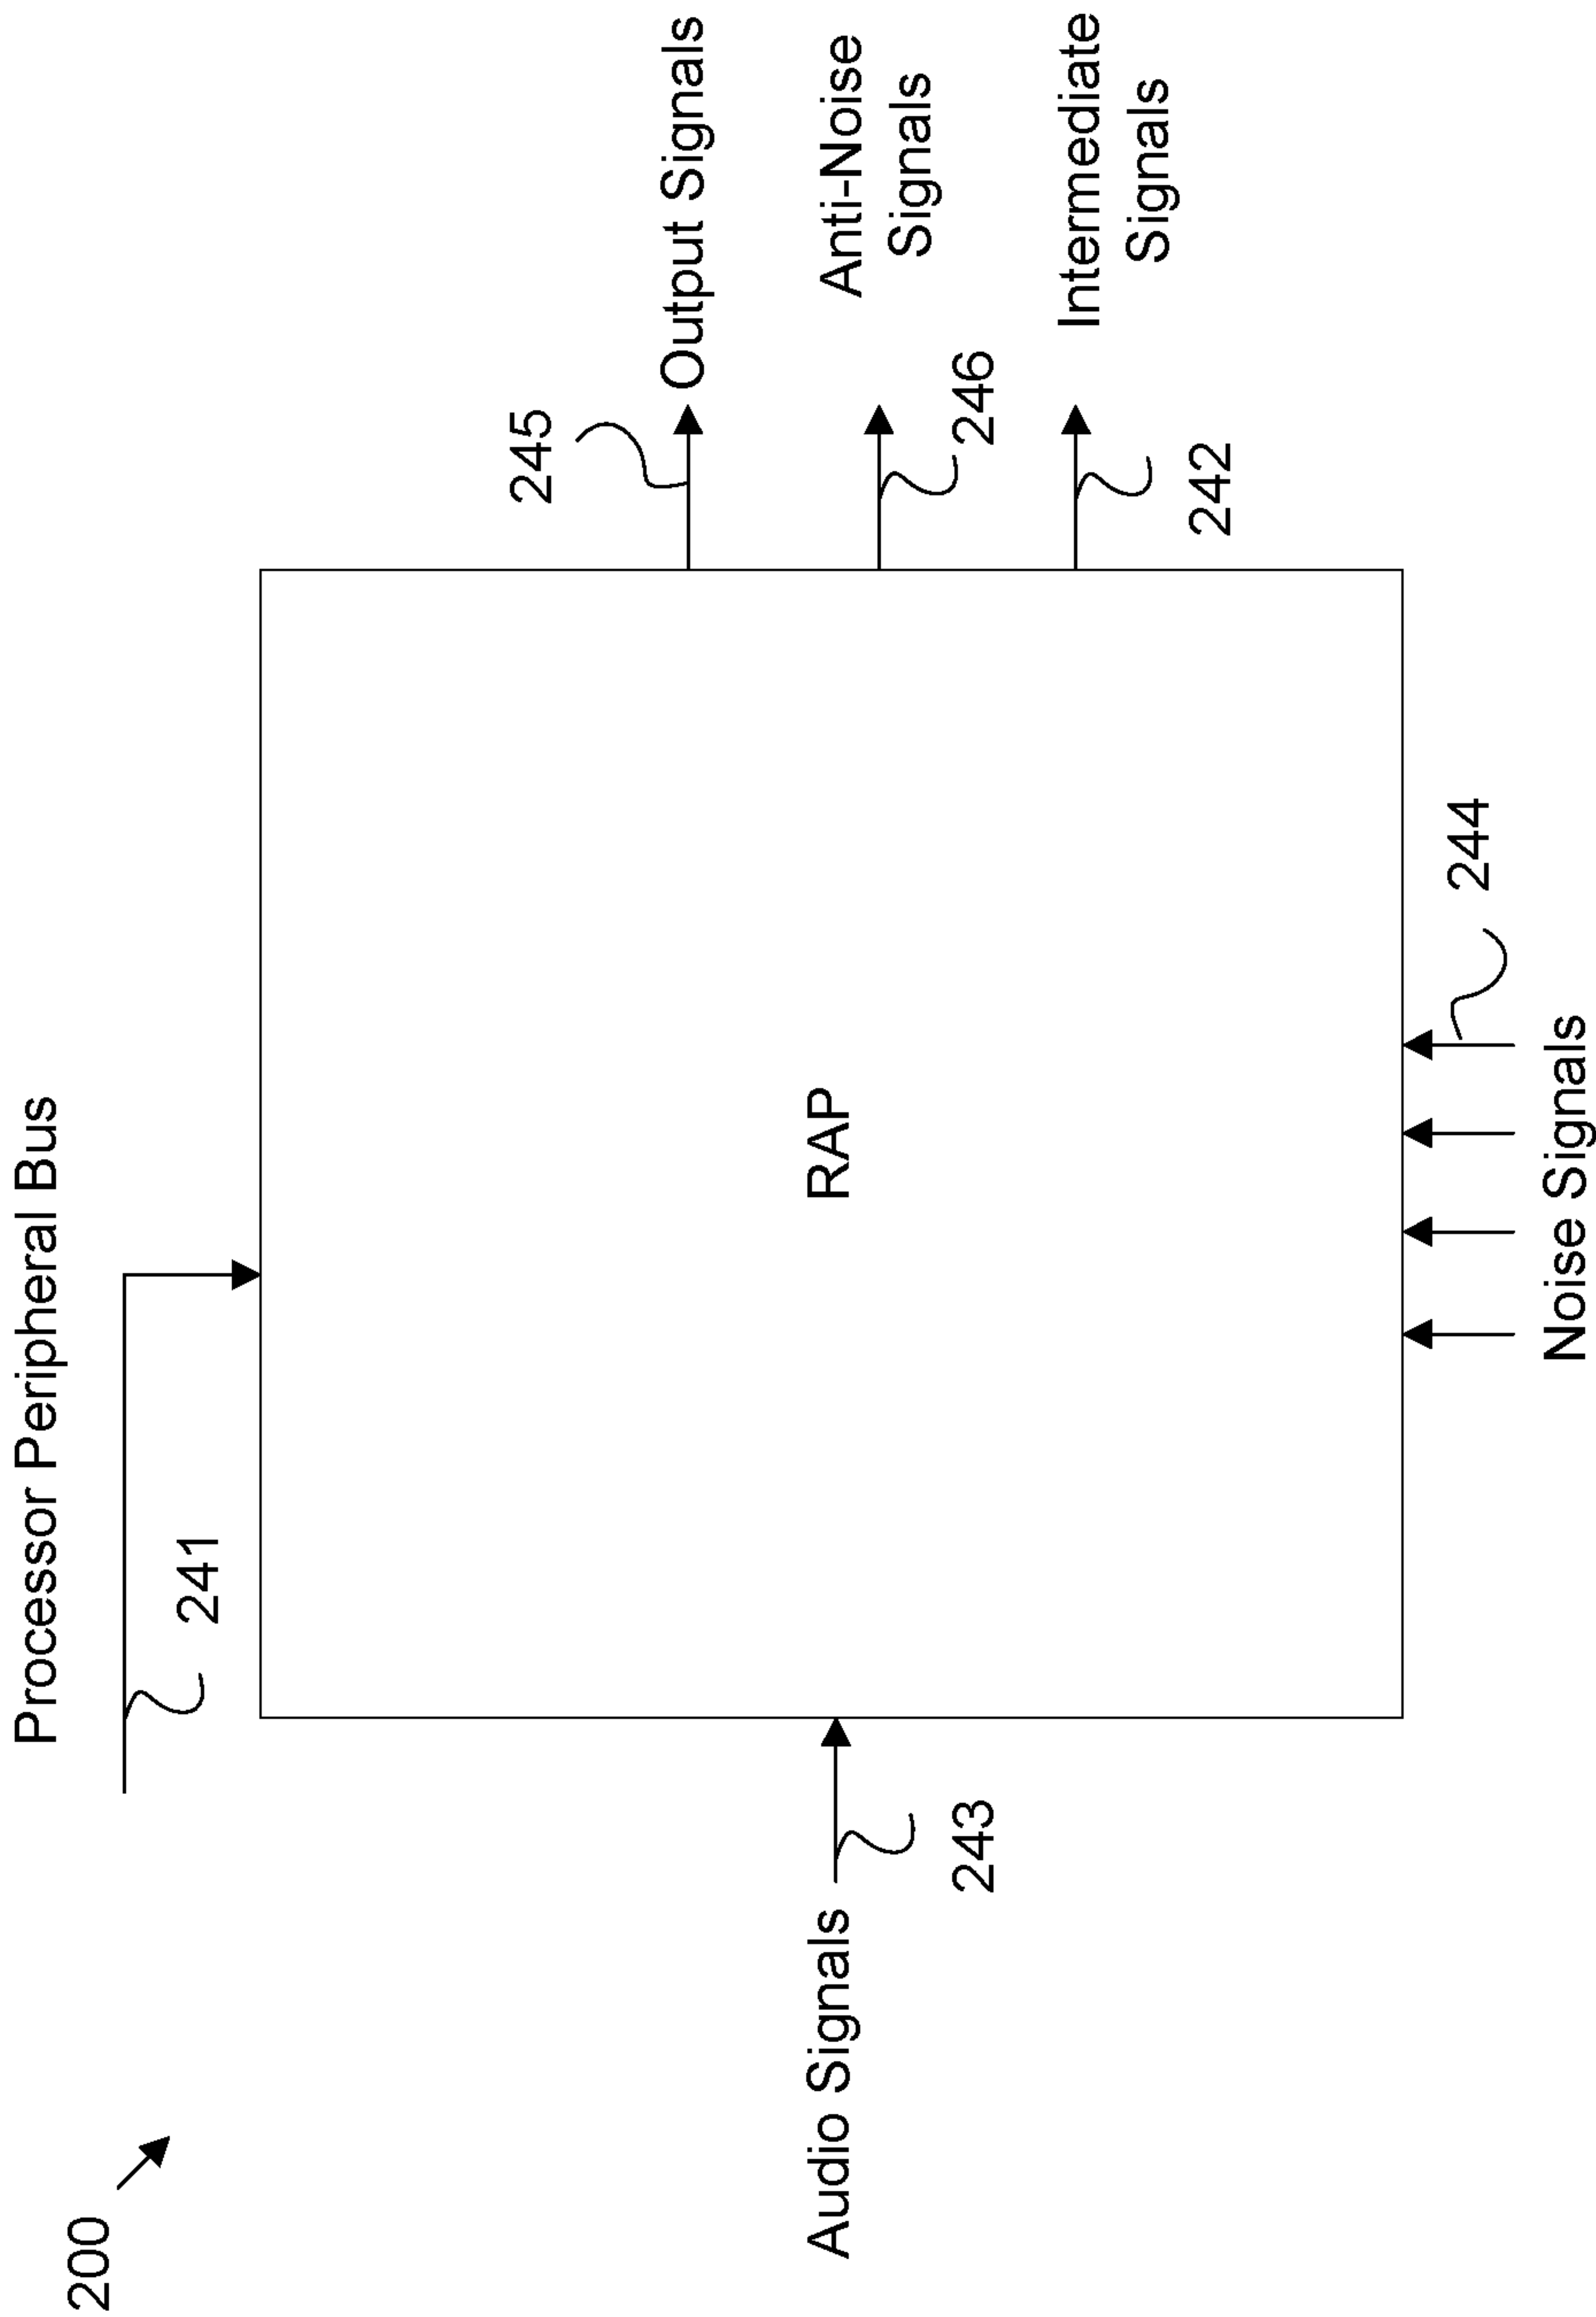 200
Processor Peripheral Bus
241
245
Output Signals
Audio Signals
243
RAP
Anti-Noise
Signals
246
Intermediate
Signals
242
244
Noise Signals